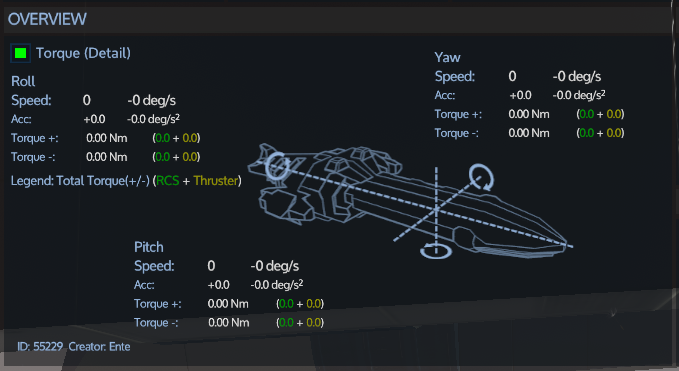 OVERVIEW
Torque (Detail)
Roll
Speed: 0 -0 deg/s
Acc: +0.0 -0.0 deg/s²
Torque +: 0.00 Nm (0.0 + 0.0)
Torque -: 0.00 Nm (0.0 + 0.0)
Legend: Total Torque(+/-) (RCS + Thruster)
Yaw
Speed: 0 -0 deg/s
Acc: +0.0 -0.0 deg/s²
Torque +: 0.00 Nm (0.0 + 0.0)
Torque -: 0.00 Nm (0.0 + 0.0)
Pitch
Speed: 0 -0 deg/s
Acc: +0.0 -0.0 deg/s²
Torque +: 0.00 Nm (0.0 + 0.0)
Torque -: 0.00 Nm (0.0 + 0.0)
ID: 55229 Creator: Ente